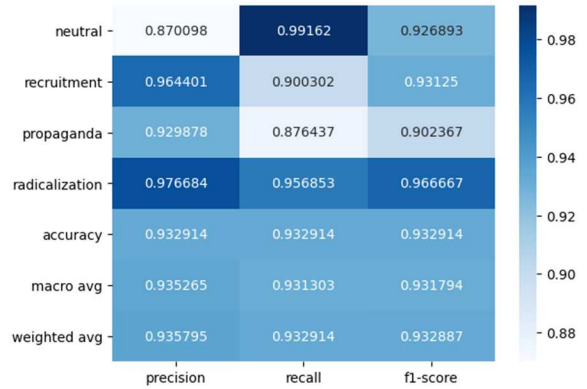 neutral 0.870098 0.99162 0.926893
recruitment 0.964401 0.900302 0.93125
propaganda 0.929878 0.876437 0.902367
radicalization 0.976684 0.956853 0.966667
accuracy 0.932914 0.932914 0.932914
macro avg 0.935265 0.931303 0.931794
weighted avg 0.935795 0.932914 0.932887
precision recall f1-score
0.98
0.96
0.94
0.92
0.90
0.88